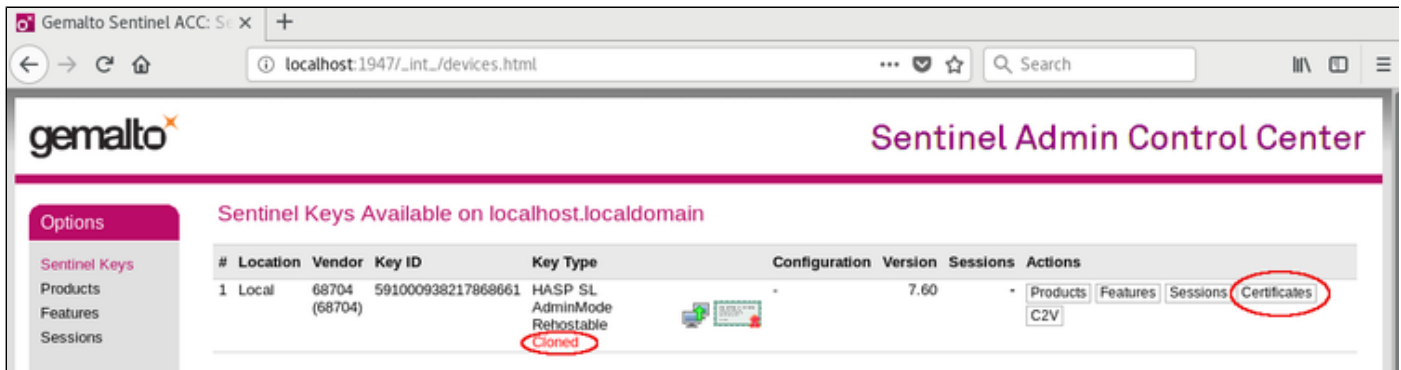 Gemalto Sentinel ACC: Se
localhost:1947/_int_/devices.html
Search
gemalto
Sentinel Admin Control Center
Options
Sentinel Keys
Products
Features
Sessions
Sentinel Keys Available on localhost.localdomain
# Location Vendor Key ID Key Type Configuration Version Sessions Actions
1 Local 68704 591000938217868661 HASP SL - 7.60 - Products Features Sessions Certificates
(68704) AdminMode C2V
Rehostable
Cloned